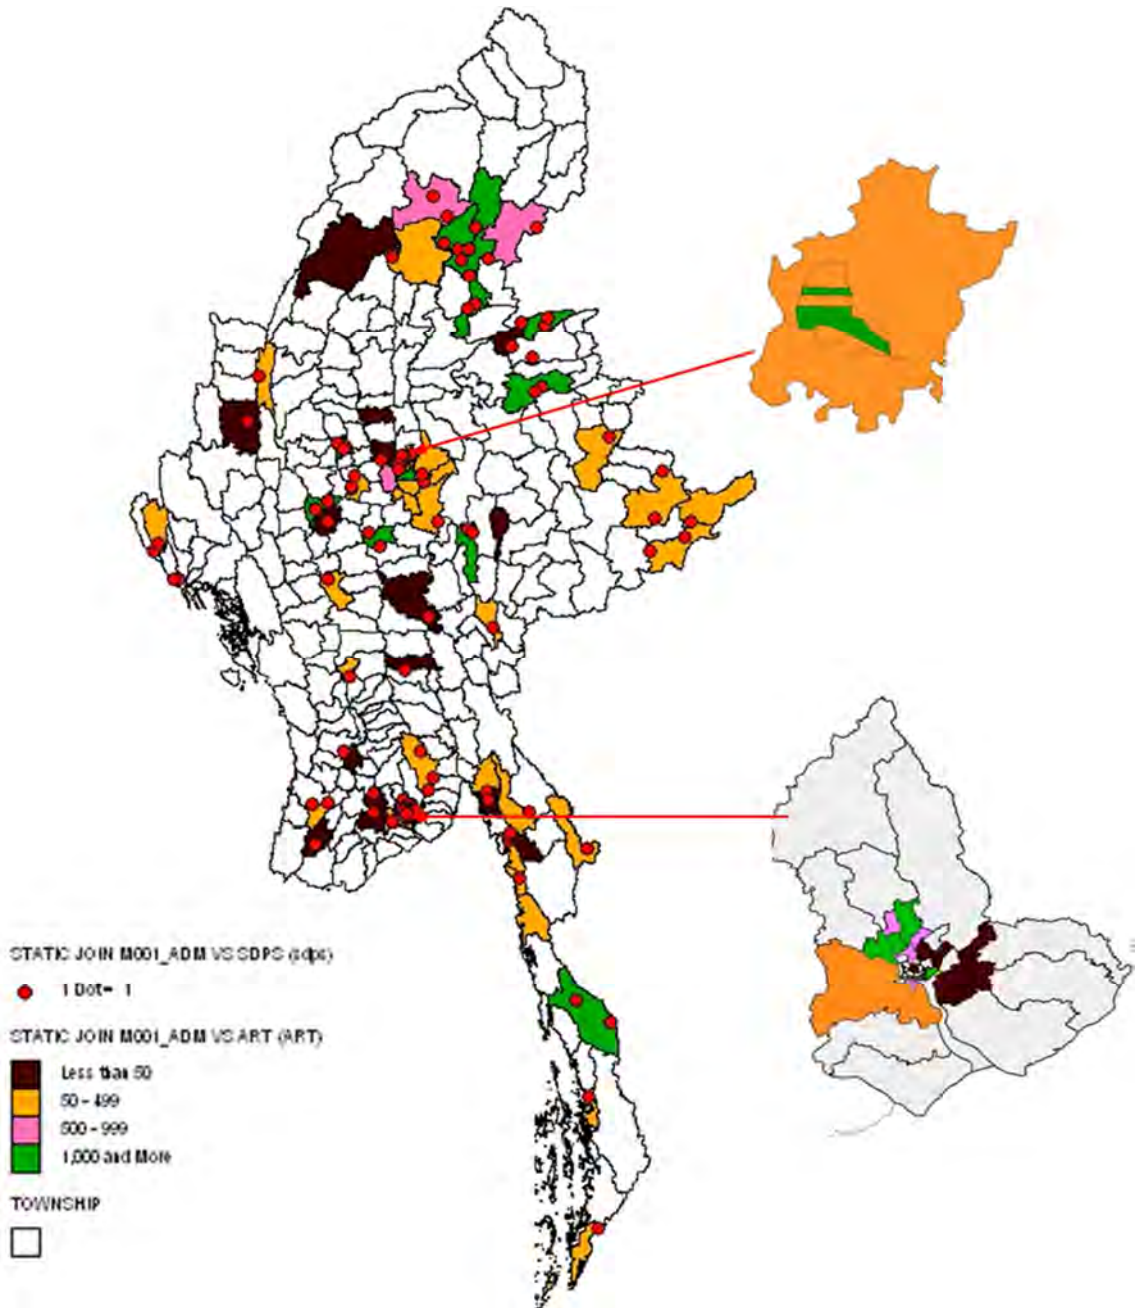 STATIC JOIN M001_ADM VS SDPS (sdps)
1 Dot = 1
STATIC JOIN M001_ADM VS ART (ART)
Less than 50
50 - 499
500 - 999
1,000 and More
TOWNSHIP